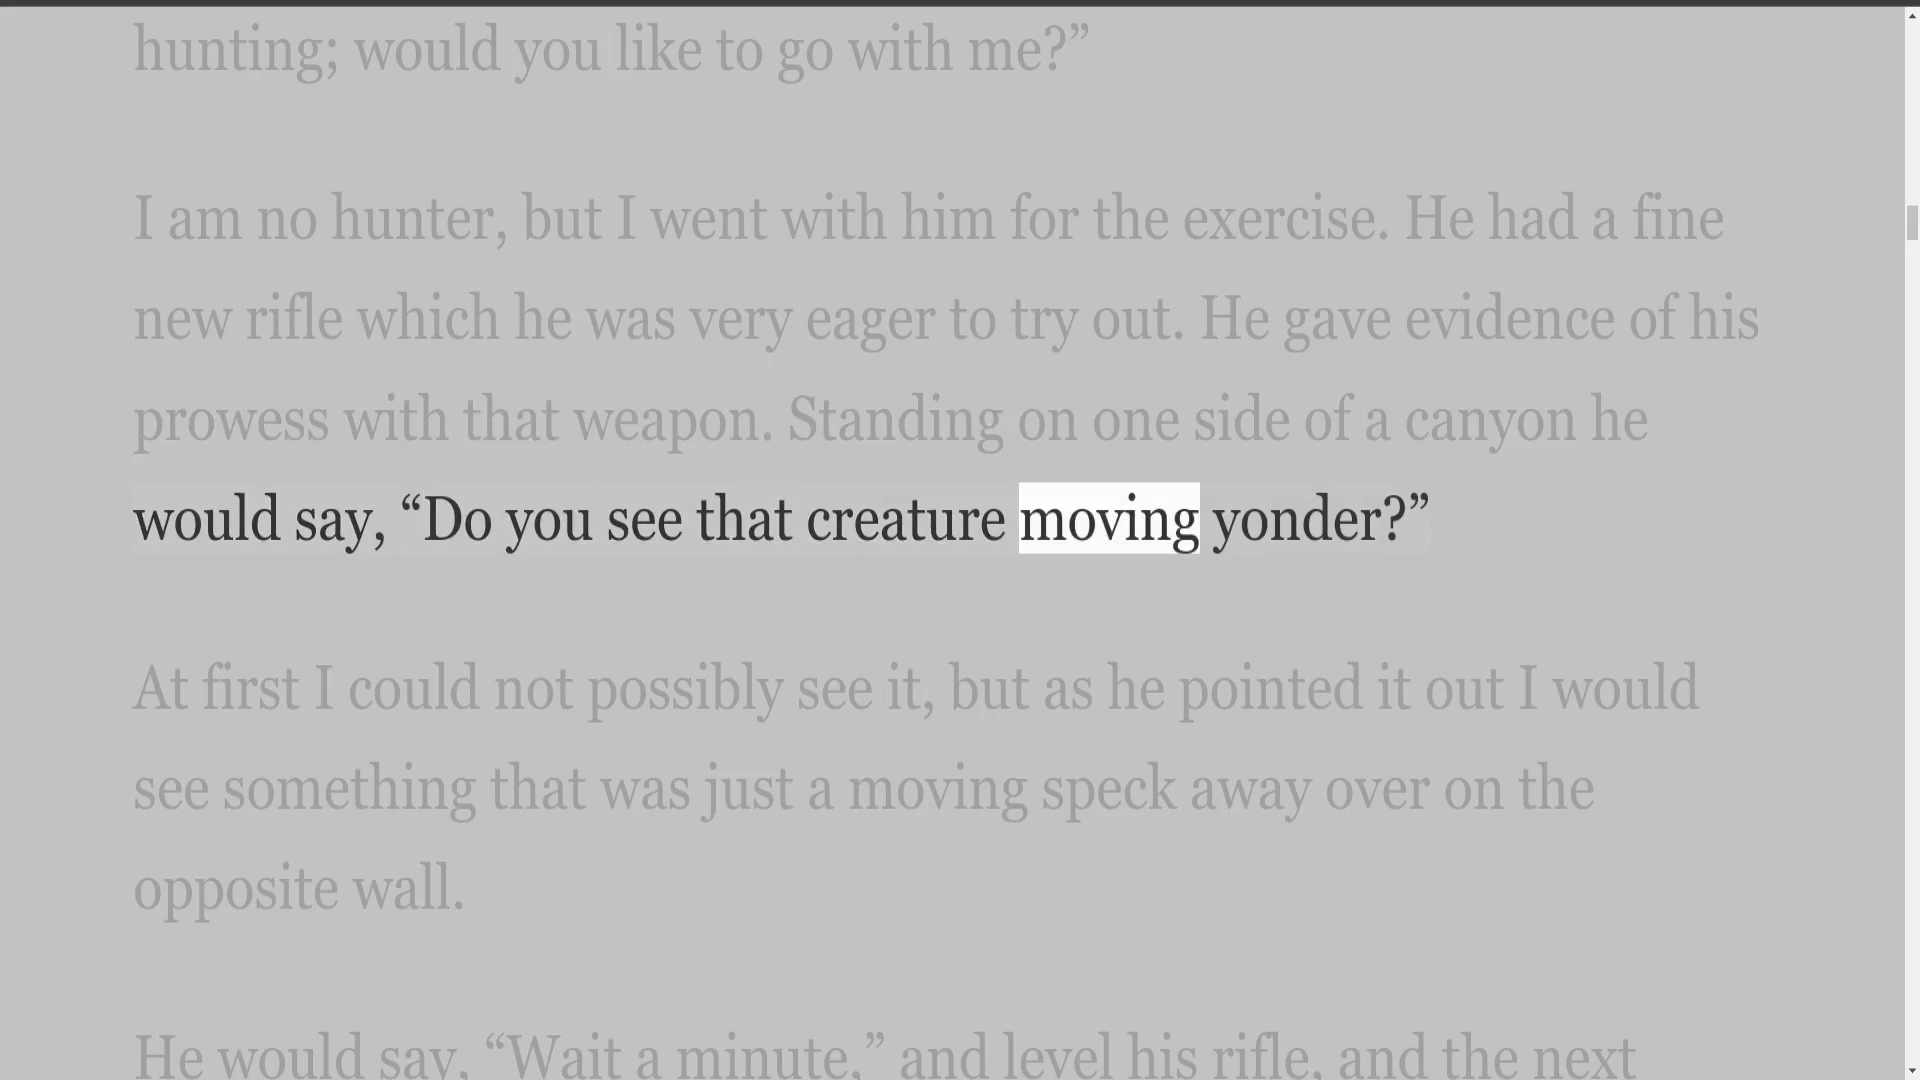 hunting; would you like to go with me?”
I am no hunter, but I went with him for the exercise. He had a fine
new rifle which he was very eager to try out. He gave evidence of his
prowess with that weapon. Standing on one side of a canyon he
would say, “Do you see that creature moving yonder?”
At first I could not possibly see it, but as he pointed it out I would
see something that was just a moving speck away over on the
opposite wall.
He would say, “Wait a minute,” and level his rifle, and the next